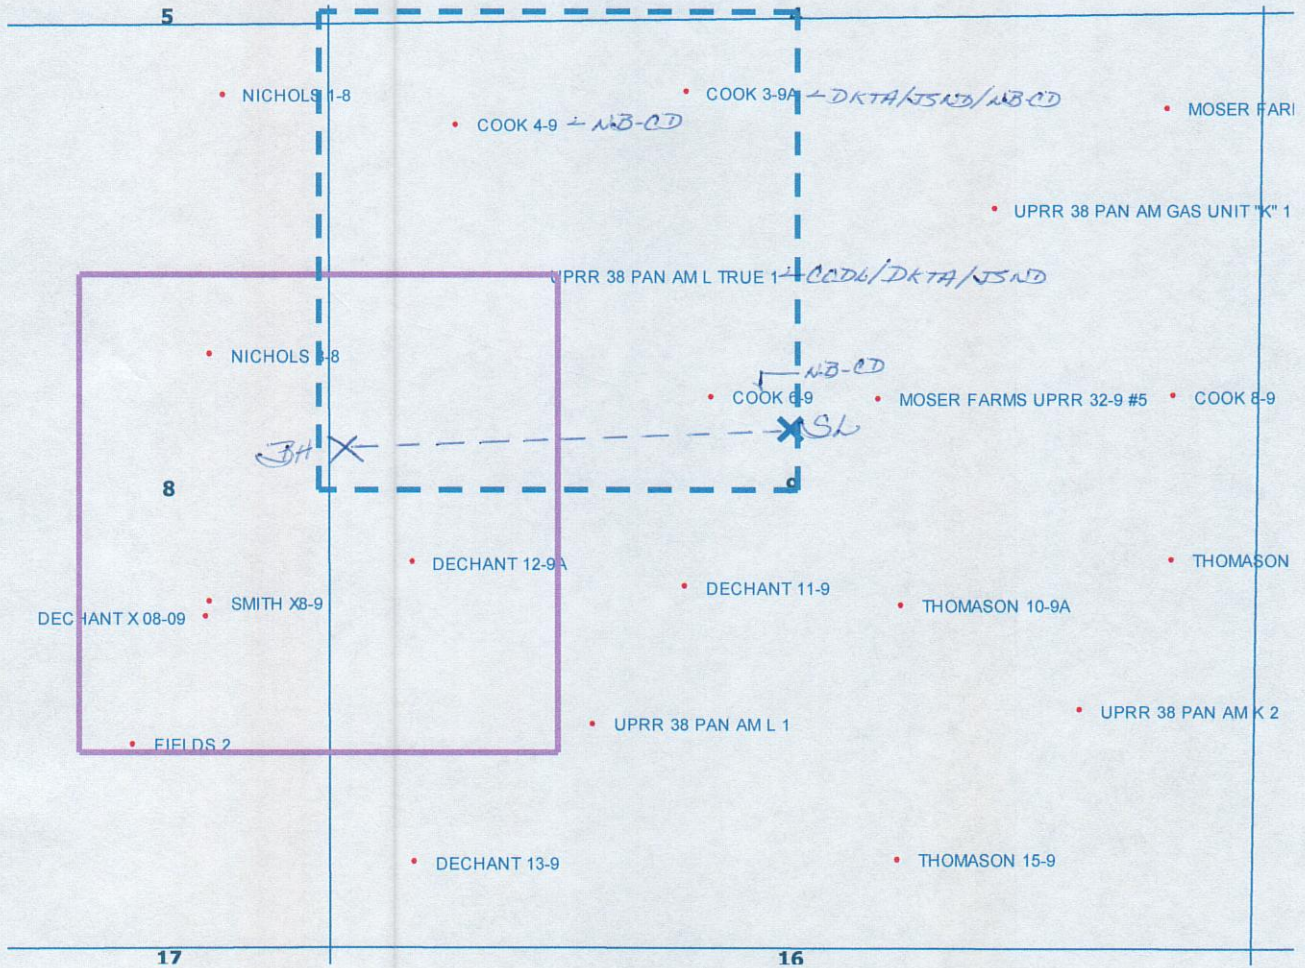 5
4
NICHOLS 1-8
COOK 3-9A - DKTA/JSND/NB-CD
MOSER FARI
COOK 4-9 - NB-CD
UPRR 38 PAN AM GAS UNIT "K" 1
UPRR 38 PAN AM L TRUE 1 - CCDL/DKTA/JSND
NICHOLS 8-8
NB-CD
COOK 6-9
MOSER FARMS UPRR 32-9 #5
COOK 8-9
BH
SL
8
9
DECHANT 12-9A
THOMASON
DECHANT 11-9
SMITH X8-9
THOMASON 10-9A
DECHANT X 08-09
UPRR 38 PAN AM K 2
UPRR 38 PAN AM L 1
FIELDS 2
DECHANT 13-9
THOMASON 15-9
17
16